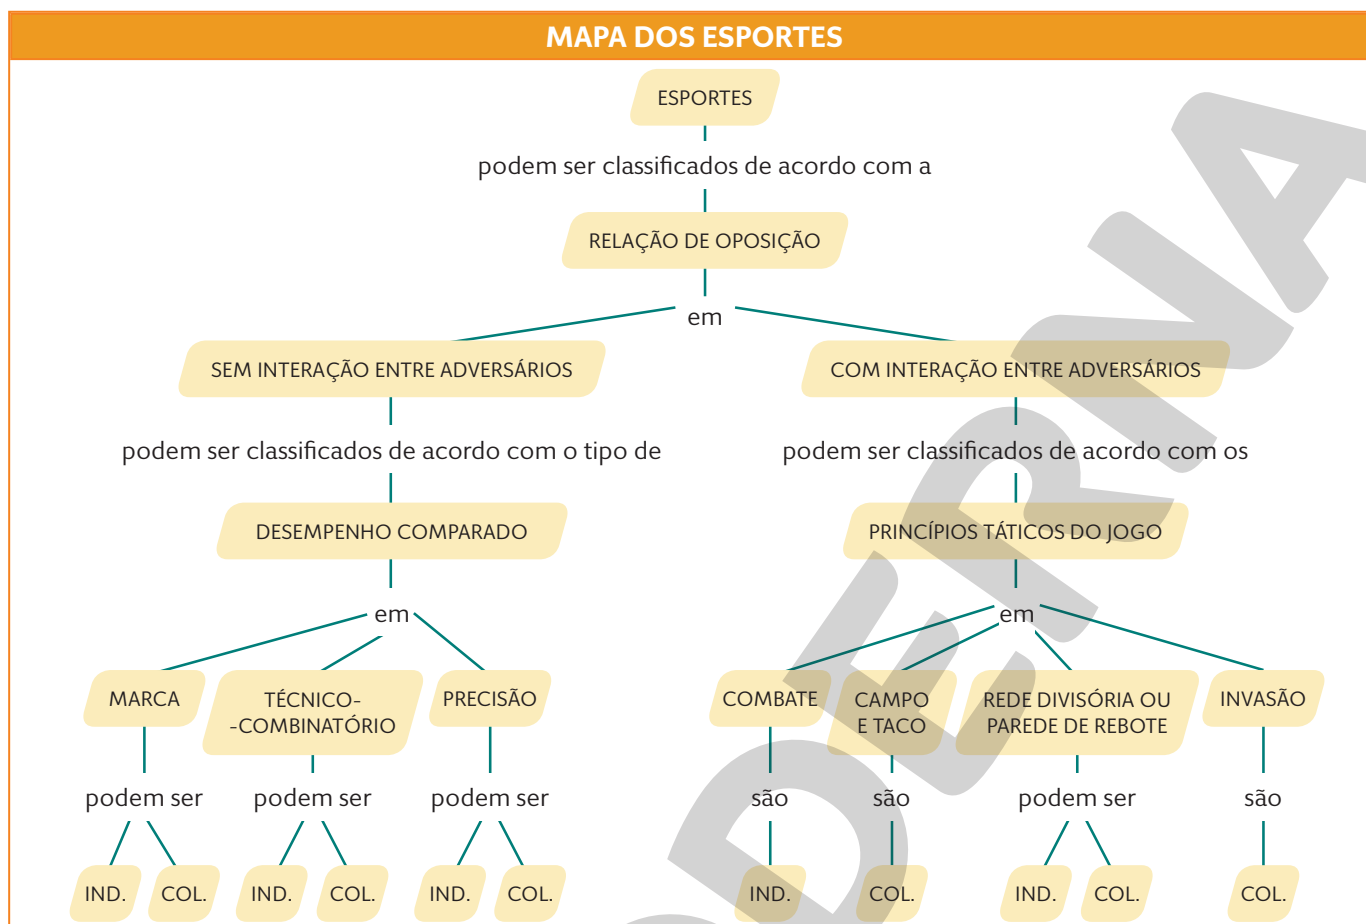 MAPA DOS ESPORTES
ESPORTES
podem ser classificados de acordo com a
RELAÇÃO DE OPOSIÇÃO
em
SEM INTERAÇÃO ENTRE ADVERSÁRIOS
COM INTERAÇÃO ENTRE ADVERSÁRIOS
podem ser classificados de acordo com o tipo de
podem ser classificados de acordo com os
DESEMPENHO COMPARADO
PRINCÍPIOS TÁTICOS DO JOGO
em
em
MARCA
TÉCNICO-
-COMBINATÓRIO
PRECISÃO
COMBATE
CAMPO
E TACO
REDE DIVISÓRIA OU
PAREDE DE REBOTE
INVASÃO
podem ser
podem ser
podem ser
são
são
podem ser
são
IND.
COL.
IND.
COL.
IND.
COL.
IND.
COL.
IND.
COL.
COL.
ODERNA